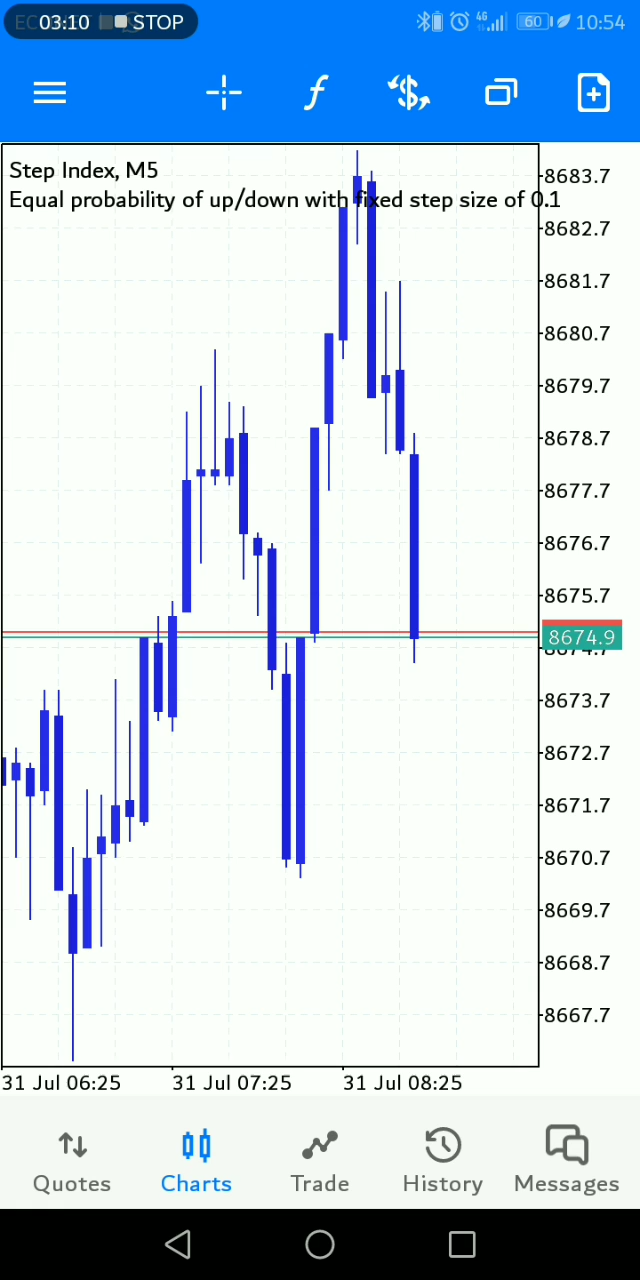 03:10 STOP
4G
60
10:54
Step Index, M5
Equal probability of up/down with fixed step size of 0.1
8683.7
8682.7
8681.7
8680.7
8679.7
8678.7
8677.7
8676.7
8675.7
8674.9
8674.7
8673.7
8672.7
8671.7
8670.7
8669.7
8668.7
8667.7
31 Jul 06:25
31 Jul 07:25
31 Jul 08:25
Quotes
Charts
Trade
History
Messages